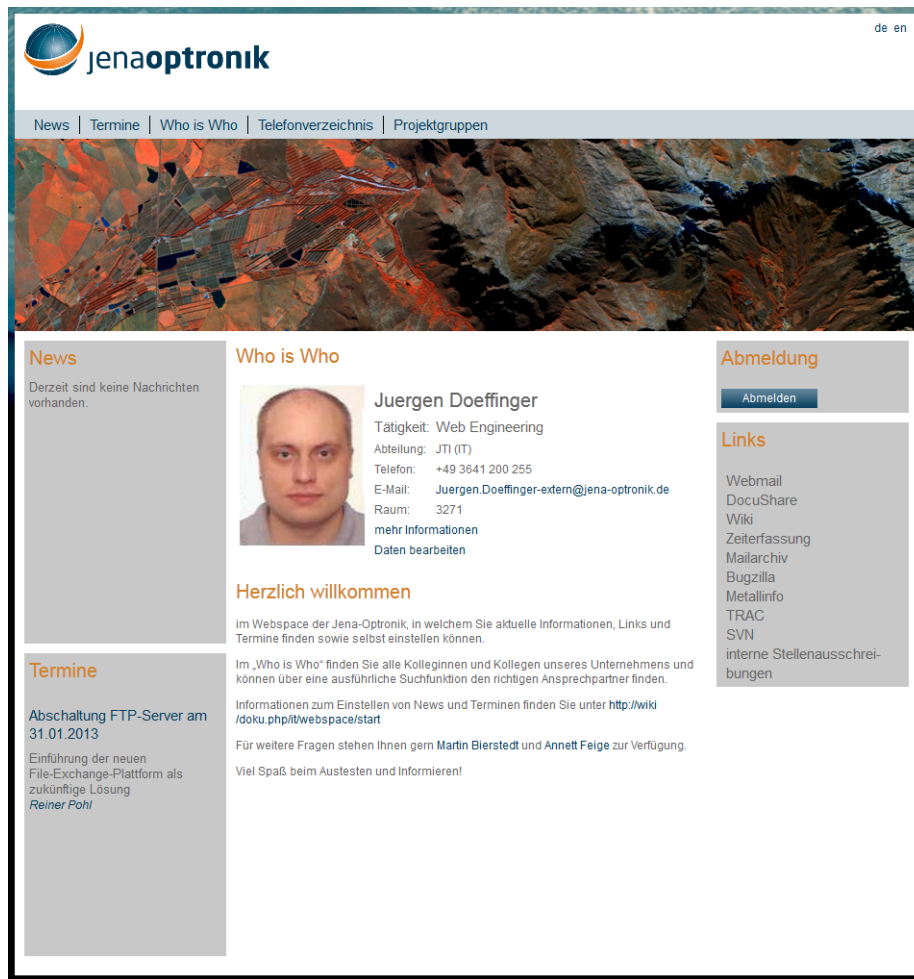 jenaoptronik
de en
News
Termine
Who is Who
Telefonverzeichnis
Projektgruppen
News
Derzeit sind keine Nachrichten
vorhanden.
Termine
Abschaltung FTP-Server am
31.01.2013
Einführung der neuen
File-Exchange-Plattform als
zukünftige Lösung
Reiner Pohl
Who is Who
Juergen Doeffinger
Tätigkeit: Web Engineering
Abteilung: JTI (IT)
Telefon: +49 3641 200 255
E-Mail: Juergen.Doeffinger-extern@jena-optronik.de
Raum: 3271
mehr Informationen
Daten bearbeiten
Herzlich willkommen
im Webspace der Jena-Optronik, in welchem Sie aktuelle Informationen, Links und
Termine finden sowie selbst einstellen können.
Im „Who is Who“ finden Sie alle Kolleginnen und Kollegen unseres Unternehmens und
können über eine ausführliche Suchfunktion den richtigen Ansprechpartner finden.
Informationen zum Einstellen von News und Terminen finden Sie unter http://wiki
/doku.php/it/webspace/start
Für weitere Fragen stehen Ihnen gern Martin Bierstedt und Annett Feige zur Verfügung.
Viel Spaß beim Austesten und Informieren!
Abmeldung
Abmelden
Links
Webmail
DocuShare
Wiki
Zeiterfassung
Mailarchiv
Bugzilla
Metallinfo
TRAC
SVN
interne Stellenausschrei-
bungen